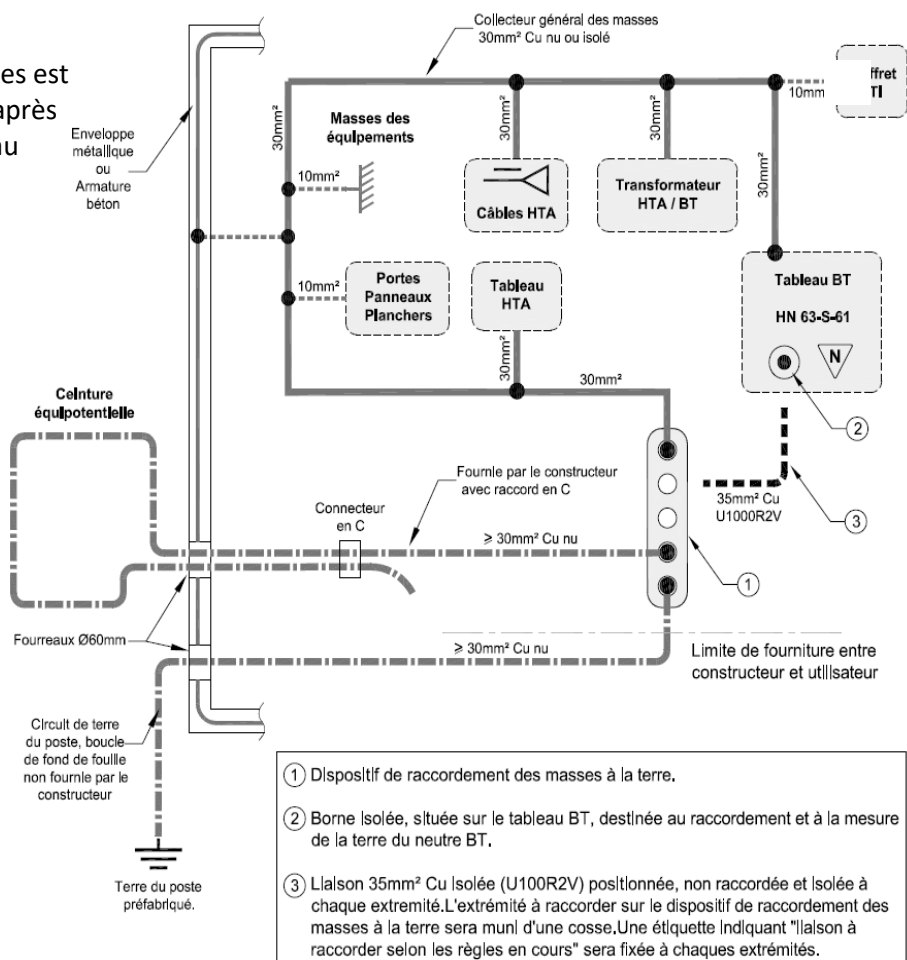 es est
après
au
Collecteur général des masses
30mm² Cu nu ou isolé
Enveloppe
métallique
ou
Armature
béton
30mm²
Masses des
équipements
10mm²
30mm²
Câbles HTA
30mm²
Transformateur
HTA / BT
10mm
ffret
TI
30mm²
Tableau BT
HN 63-S-61
N
2
10mm²
Portes
Panneaux
Planchers
Tableau
HTA
30mm²
30mm²
Ceinture
équipotentielle
Fournie par le constructeur
avec raccord en C
Connecteur
en C
≥ 30mm² Cu nu
35mm² Cu
U1000R2V
3
1
Fourreaux Ø60mm
≥ 30mm² Cu nu
Limite de fourniture entre
constructeur et utilisateur
Circuit de terre
du poste, boucle
de fond de fouille
non fournie par le
constructeur
Terre du poste
préfabriqué.
1 Dispositif de raccordement des masses à la terre.
2 Borne isolée, située sur le tableau BT, destinée au raccordement et à la mesure
de la terre du neutre BT.
3 Liaison 35mm² Cu isolée (U100R2V) positionnée, non raccordée et isolée à
chaque extremité.L'extrémité à raccorder sur le dispositif de raccordement des
masses à la terre sera muni d'une cosse.Une étiquette indiquant "liaison à
raccorder selon les règles en cours" sera fixée à chaques extrémités.